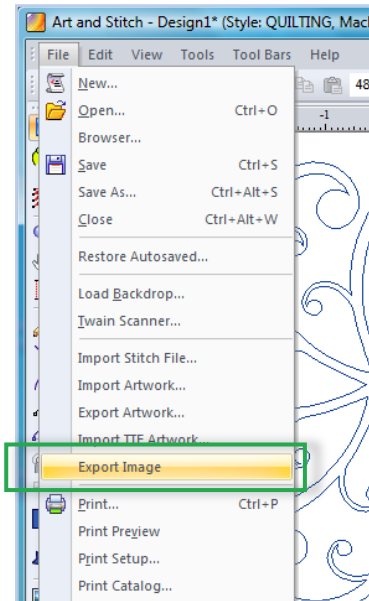 Art and Stitch - Design1* (Style: QUILTING, Mac
File Edit View Tools Tool Bars Help
New...
48
Open... Ctrl+O
-1
Browser...
Save Ctrl+S
Save As... Ctrl+Alt+S
Close Ctrl+Alt+W
Restore Autosaved...
Load Backdrop...
Twain Scanner...
Import Stitch File...
Import Artwork...
Export Artwork...
Import TTF Artwork...
Export Image
Print... Ctrl+P
Print Preview
Print Setup...
Print Catalog...